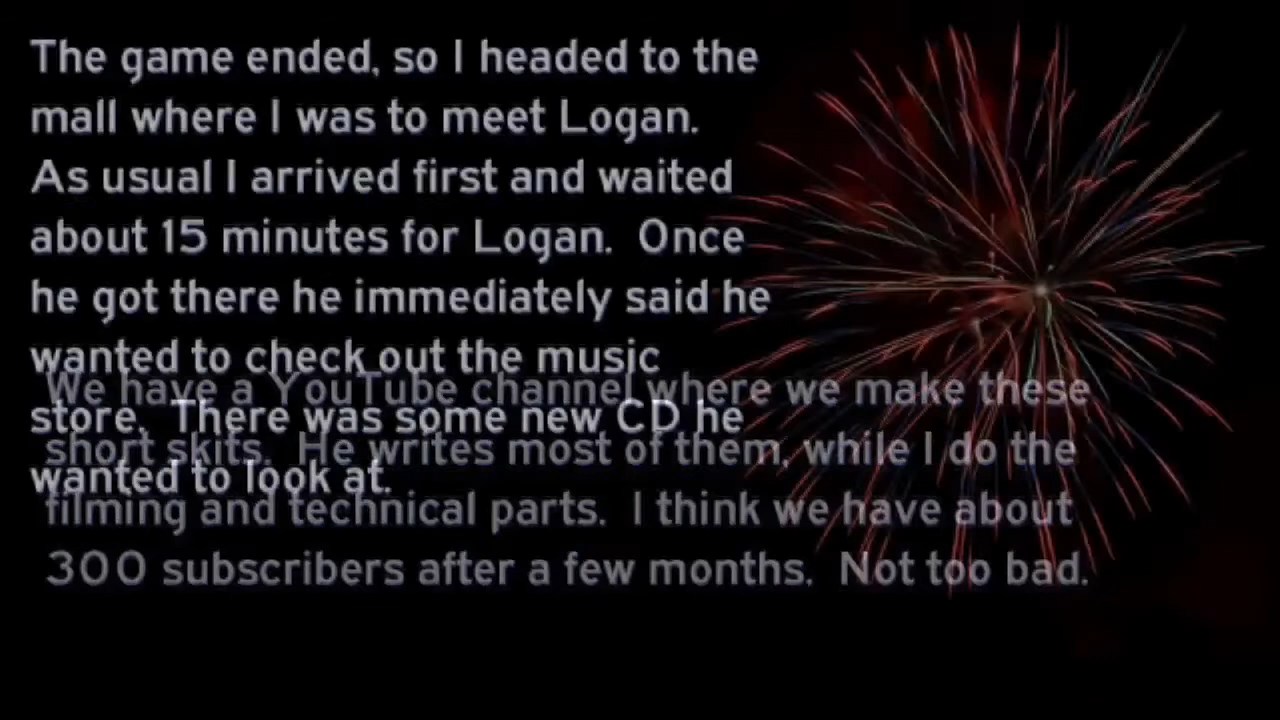 The game ended, so I headed to the
mall where I was to meet Logan.
As usual I arrived first and waited
about 15 minutes for Logan.  Once
he got there he immediately said he
wanted to check out the music
store.  There was some new CD he
wanted to look at.
We have a YouTube channel where we make these
short skits.  He writes most of them, while I do the
filming and technical parts.  I think we have about
300 subscribers after a few months.  Not too bad.